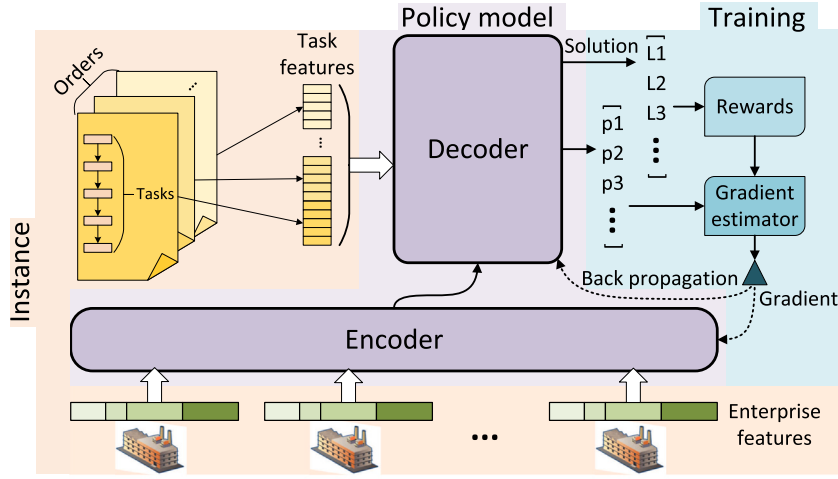 Policy model
Training
Orders
Task
features
Solution
[
L1
L2
L3
...
]
Rewards
...
...
[
p1
p2
p3
...
]
Decoder
Tasks
Gradient
estimator
Instance
Back propagation
Gradient
Encoder
...
Enterprise
features